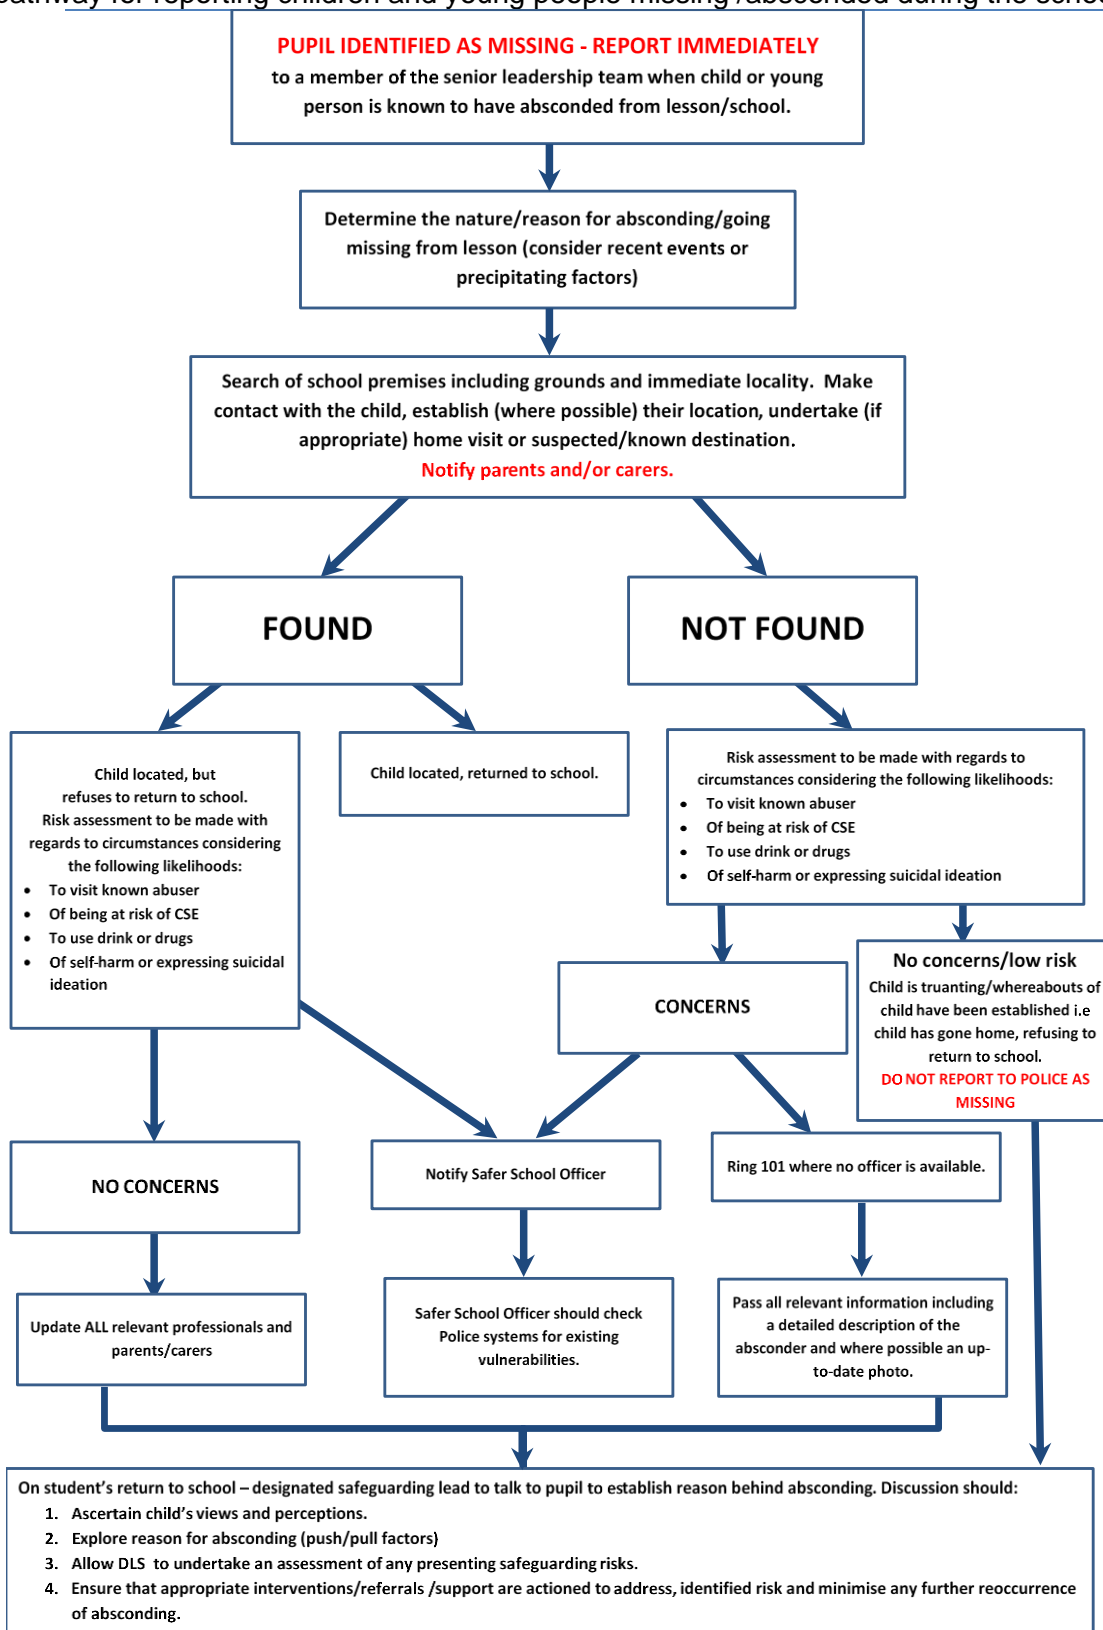 pathway for reporting children and young people missing /absconded during the schoo
PUPIL IDENTIFIED AS MISSING - REPORT IMMEDIATELY
to a member of the senior leadership team when child or young
person is known to have absconded from lesson/school.
Determine the nature/reason for absconding/going
missing from lesson (consider recent events or
precipitating factors)
Search of school premises including grounds and immediate locality. Make
contact with the child, establish (where possible) their location, undertake (if
appropriate) home visit or suspected/known destination.
Notify parents and/or carers.
FOUND
NOT FOUND
Child located, but
refuses to return to school.
Risk assessment to be made with
regards to circumstances considering
the following likelihoods:
• To visit known abuser
• Of being at risk of CSE
• To use drink or drugs
• Of self-harm or expressing suicidal
ideation
Child located, returned to school.
Risk assessment to be made with regards to
circumstances considering the following likelihoods:
• To visit known abuser
• Of being at risk of CSE
• To use drink or drugs
• Of self-harm or expressing suicidal ideation
CONCERNS
No concerns/low risk
Child is truanting/whereabouts of
child have been established i.e
child has gone home, refusing to
return to school.
DO NOT REPORT TO POLICE AS
MISSING
NO CONCERNS
Notify Safer School Officer
Ring 101 where no officer is available.
Update ALL relevant professionals and
parents/carers
Safer School Officer should check
Police systems for existing
vulnerabilities.
Pass all relevant information including
a detailed description of the
absconder and where possible an up-
to-date photo.
On student's return to school – designated safeguarding lead to talk to pupil to establish reason behind absconding. Discussion should:
1. Ascertain child's views and perceptions.
2. Explore reason for absconding (push/pull factors)
3. Allow DLS to undertake an assessment of any presenting safeguarding risks.
4. Ensure that appropriate interventions/referrals /support are actioned to address, identified risk and minimise any further reoccurrence
of absconding.